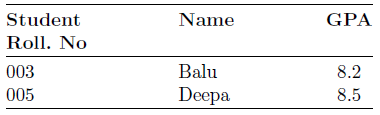 Student Name GPA
Roll. No
003 Balu 8.2
005 Deepa 8.5